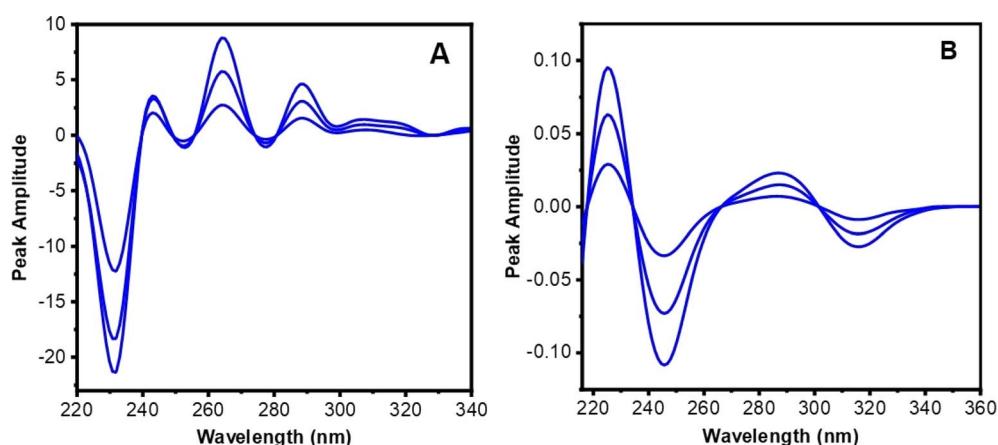 A
Peak Amplitude
10
5
0
-5
-10
-15
-20
220 240 260 280 300 320 340
Wavelength (nm)
B
Peak Amplitude
0.10
0.05
0.00
-0.05
-0.10
220 240 260 280 300 320 340 360
Wavelength (nm)